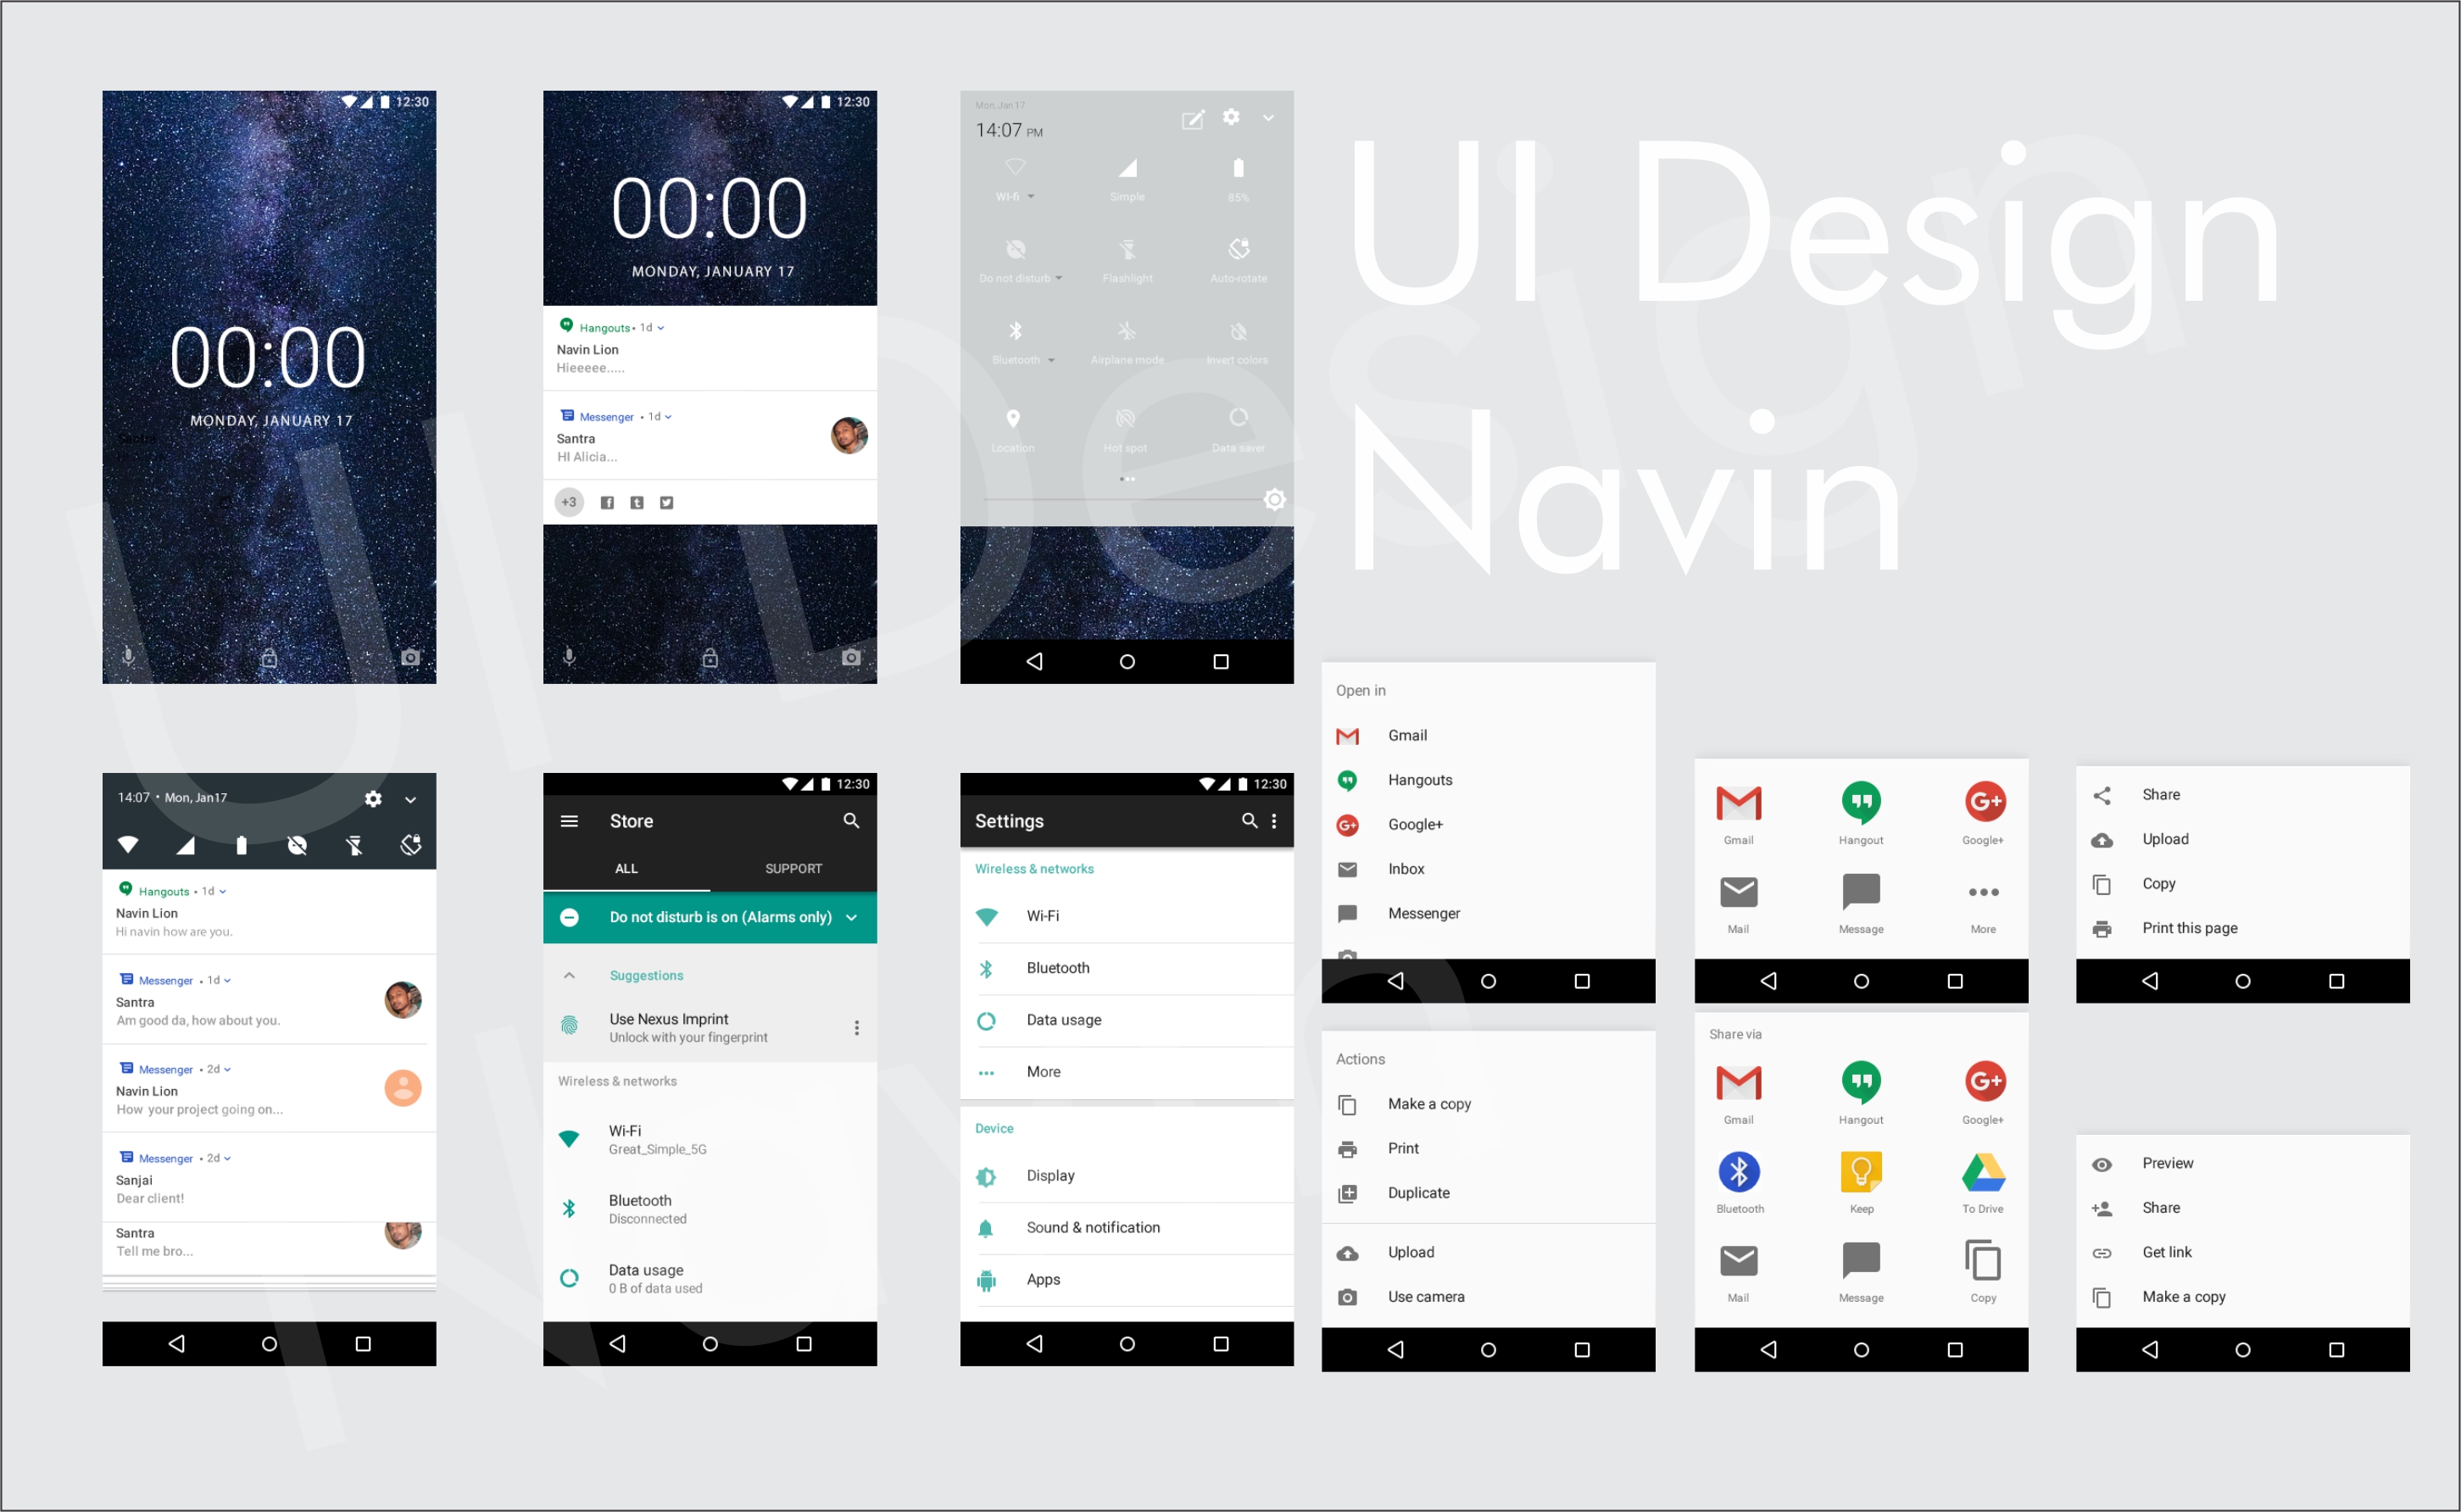 12:30
00:00
MONDAY, JANUARY 17
Santra
12:30
00:00
MONDAY, JANUARY 17
Hangouts • 1d
Navin Lion
Hieeeee.....
Messenger • 1d
Santra
HI Alicia...
+3
Mon, Jan 17
14:07 PM
WI-fi
Simple
85%
Do not disturb
Flashlight
Auto-rotate
Bluetooth
Airplane mode
Invert colors
Location
Hot spot
Data saver
UI Design
Navin
14:07 • Mon, Jan17
Hangouts • 1d
Navin Lion
Hi navin how are you.
Messenger • 1d
Santra
Am good da, how about you.
Messenger • 2d
Navin Lion
How your project going on...
Messenger • 2d
Sanjai
Dear client!
Santra
Tell me bro...
12:30
Store
ALL
SUPPORT
Do not disturb is on (Alarms only)
Suggestions
Use Nexus Imprint
Unlock with your fingerprint
Wireless & networks
Wi-Fi
Great_Simple_5G
Bluetooth
Disconnected
Data usage
0 B of data used
12:30
Settings
Wireless & networks
Wi-Fi
Bluetooth
Data usage
More
Device
Display
Sound & notification
Apps
Open in
Gmail
Hangouts
G+
Google+
Inbox
Messenger
Actions
Make a copy
Print
Duplicate
Upload
Use camera
G+
Gmail
Hangout
Google+
Mail
Message
More
Share via
G+
Gmail
Hangout
Google+
Bluetooth
Keep
To Drive
Mail
Message
Copy
Share
Upload
Copy
Print this page
Preview
Share
Get link
Make a copy
UI Design
Navin